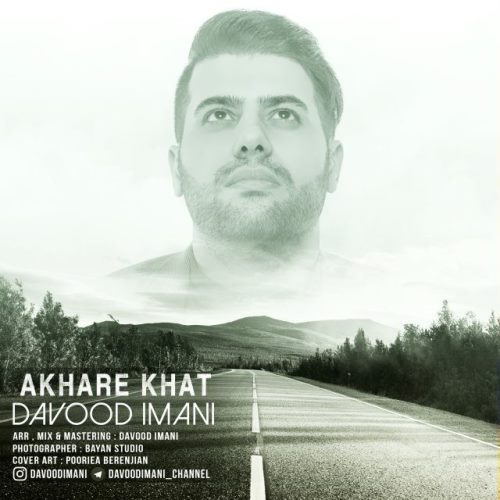 AKHARE KHAT
DAVOOD IMANI
ARR , MIX & MASTERING : DAVOOD IMANI
PHOTOGRAPHER : BAYAN STUDIO
COVER ART : POORIEA BERENJIAN
DAVOODIMANI DAVOODIMANI_CHANNEL